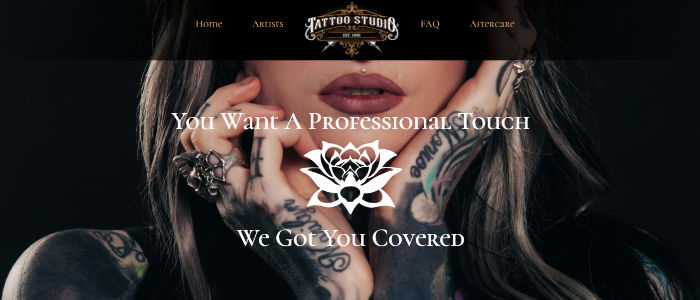 Home
Artists
TATTOO STUDIO
EST. 1990
FAQ
Aftercare
You Want A Professional Touch
We Got You Covered